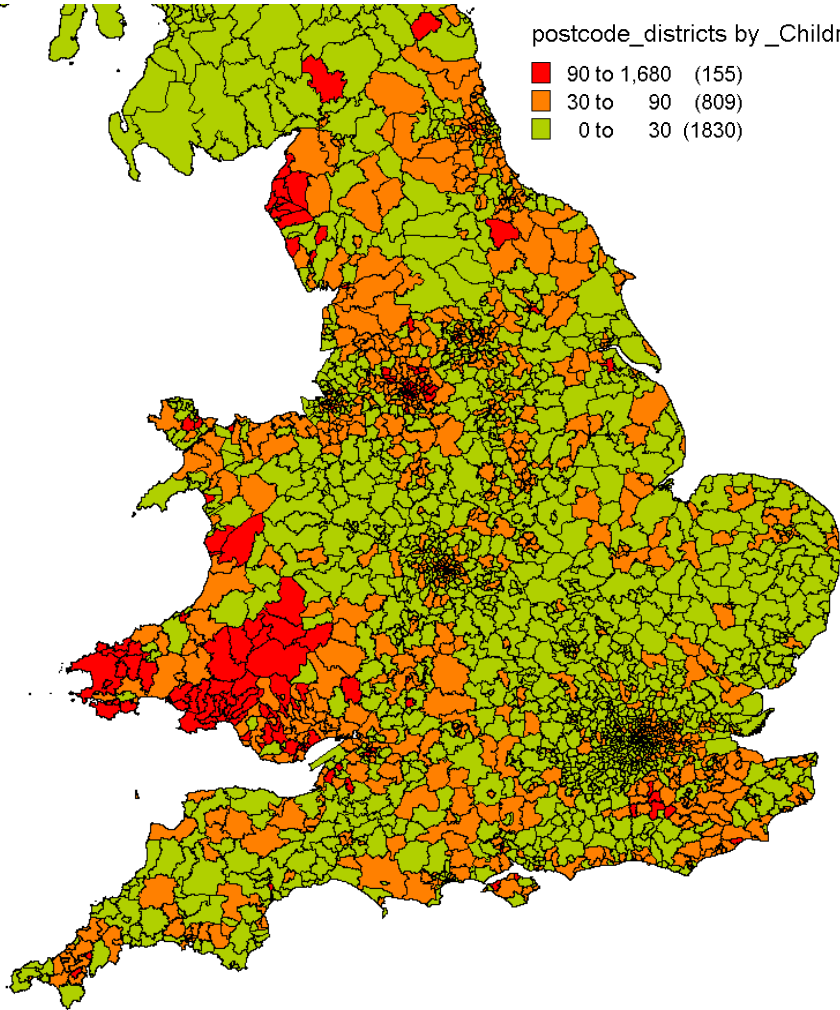 postcode_districts by _Childr
90 to 1,680 (155)
30 to 90 (809)
0 to 30 (1830)